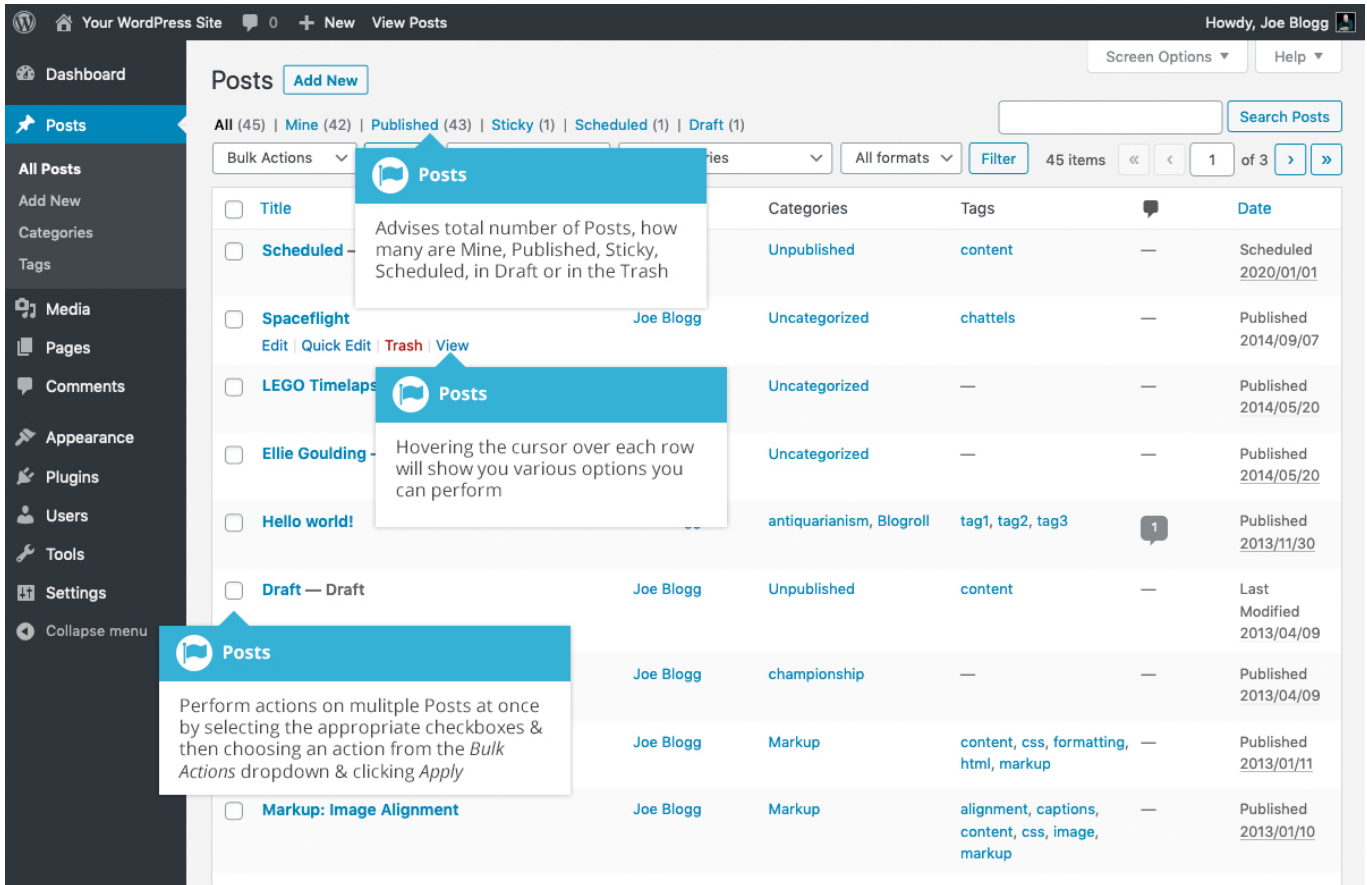 Your WordPress Site 0 + New View Posts Howdy, Joe Blogg
Screen Options Help
Dashboard
Posts
All Posts
Add New
Categories
Tags
Media
Pages
Comments
Appearance
Plugins
Users
Tools
Settings
Collapse menu
Posts Add New
All (45) | Mine (42) | Published (43) | Sticky (1) | Scheduled (1) | Draft (1)
Search Posts
Bulk Actions All formats Filter 45 items « ‹ 1 of 3 › »
Posts
Advises total number of Posts, how
many are Mine, Published, Sticky,
Scheduled, in Draft or in the Trash
Title Categories Tags Date
Scheduled — Unpublished content — Scheduled
2020/01/01
Spaceflight Joe Blogg Uncategorized chattels — Published
2014/09/07
Edit | Quick Edit | Trash | View
Posts
Hovering the cursor over each row
will show you various options you
can perform
LEGO Timelaps Uncategorized — — Published
2014/05/20
Ellie Goulding - Uncategorized — — Published
2014/05/20
Hello world! antiquarianism, Blogroll tag1, tag2, tag3 1 Published
2013/11/30
Draft — Draft Joe Blogg Unpublished content — Last
Modified
2013/04/09
Posts
Perform actions on mulitple Posts at once
by selecting the appropriate checkboxes &
then choosing an action from the Bulk
Actions dropdown & clicking Apply
Joe Blogg championship — — Published
2013/04/09
Joe Blogg Markup content, css, formatting, — Published
html, markup 2013/01/11
Markup: Image Alignment Joe Blogg Markup alignment, captions, — Published
content, css, image, 2013/01/10
markup